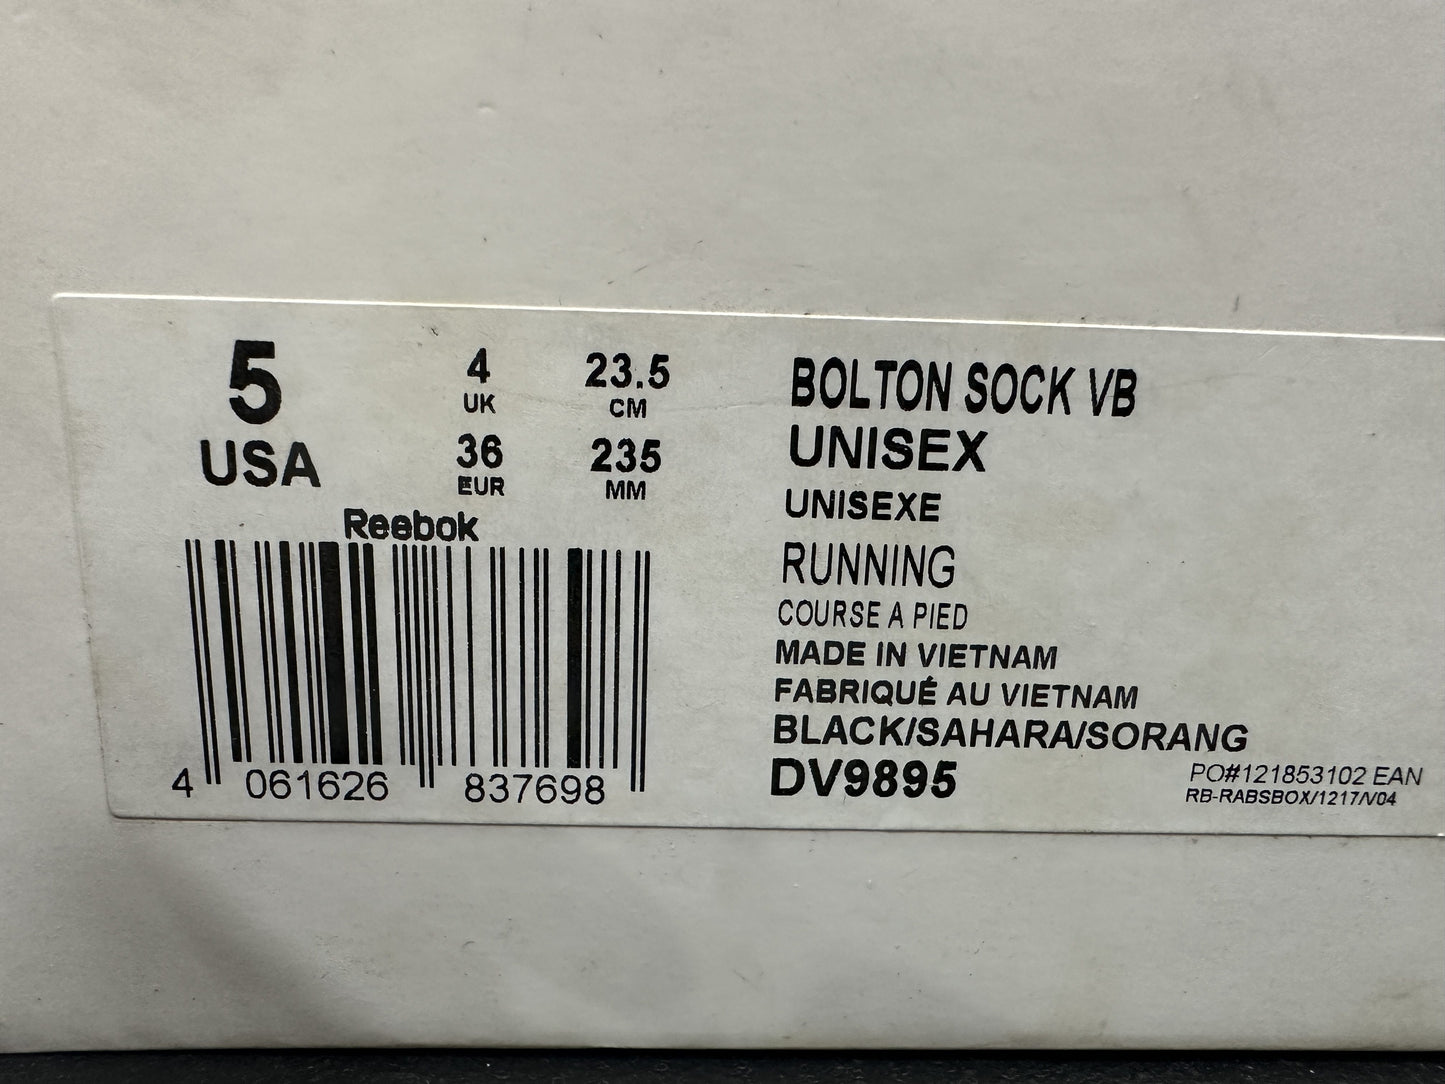 5
USA
4
UK
23.5
CM
36
EUR
235
MM
Reebok
4 061626 837698
BOLTON SOCK VB
UNISEX
UNISEXE
RUNNING
COURSE A PIED
MADE IN VIETNAM
FABRIQUÉ AU VIETNAM
BLACK/SAHARA/SORANG
DV9895
PO#121853102 EAN
RB-RABSBOX/1217/V04